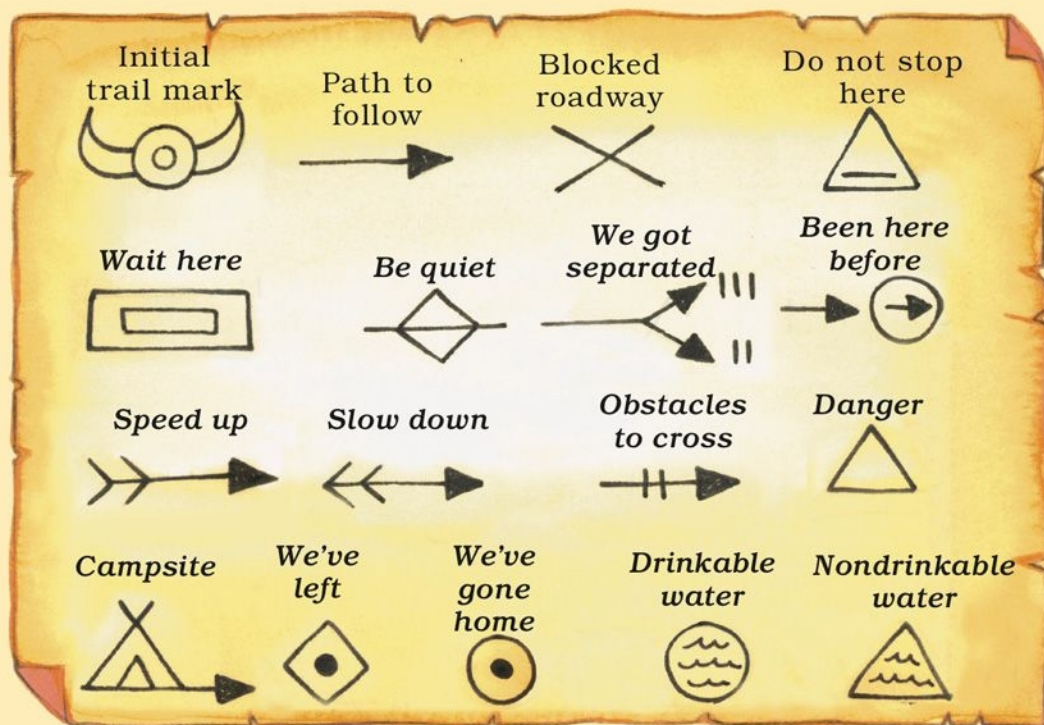 Initial
trail mark
Path to
follow
Blocked
roadway
Do not stop
here
Wait here
Be quiet
We got
separated
Been here
before
Speed up
Slow down
Obstacles
to cross
Danger
Campsite
We've
left
We've
gone
home
Drinkable
water
Nondrinkable
water